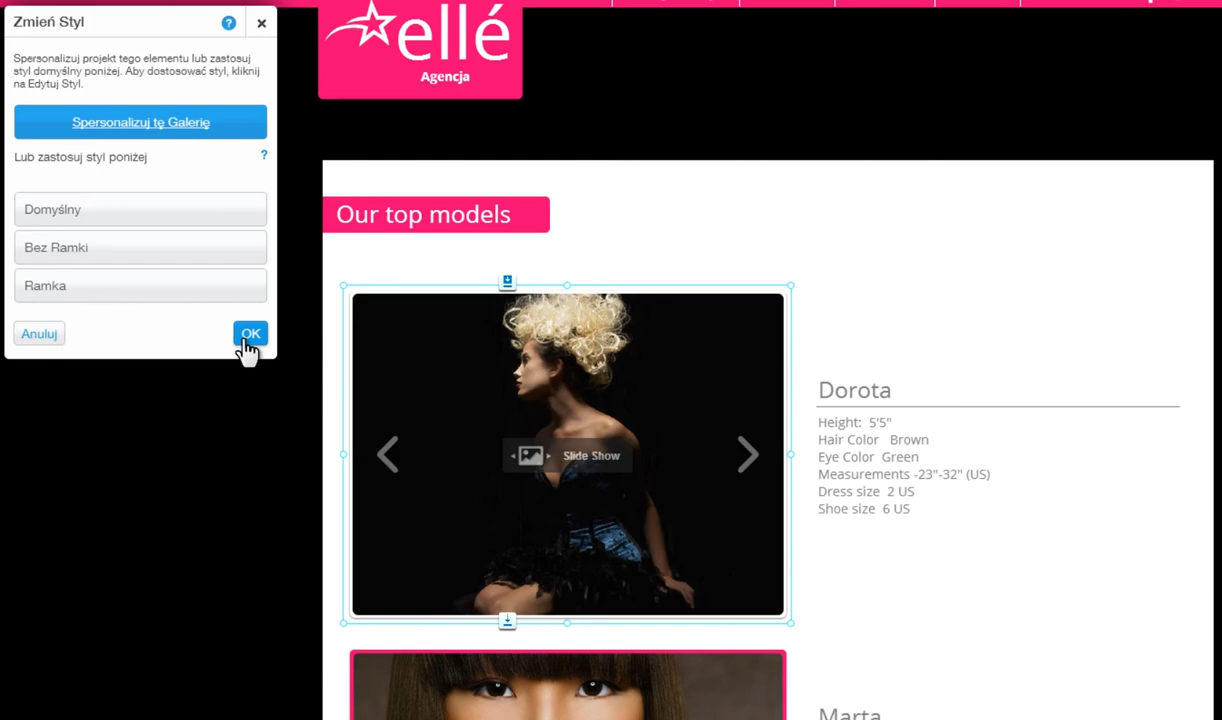 Zmień Styl
?
Spersonalizuj projekt tego elementu lub zastosuj
styl domyślny poniżej. Aby dostosować styl, kliknij
na Edytuj Styl.
Spersonalizuj tę Galerię
Lub zastosuj styl poniżej
?
Domyślny
Bez Ramki
Ramka
Anuluj
OK
ellé
Agencja
Our top models
Slide Show
Dorota
Height: 5'5"
Hair Color Brown
Eye Color Green
Measurements -23"-32" (US)
Dress size 2 US
Shoe size 6 US
Marta